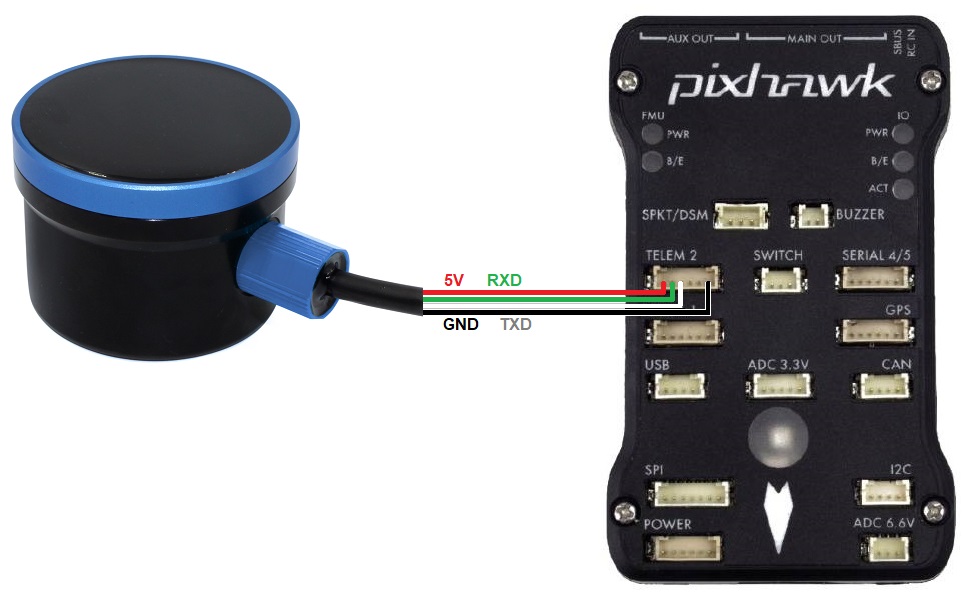 AUX OUT
MAIN OUT
SBUS
RC IN
pixhawk
FMU
IO
PWR
PWR
B/E
B/E
ACT
SPKT/DSM
BUZZER
TELEM 2
SWITCH
SERIAL 4/5
5V
RXD
GND
TXD
GPS
USB
ADC 3.3V
CAN
SPI
I2C
POWER
ADC 6.6V